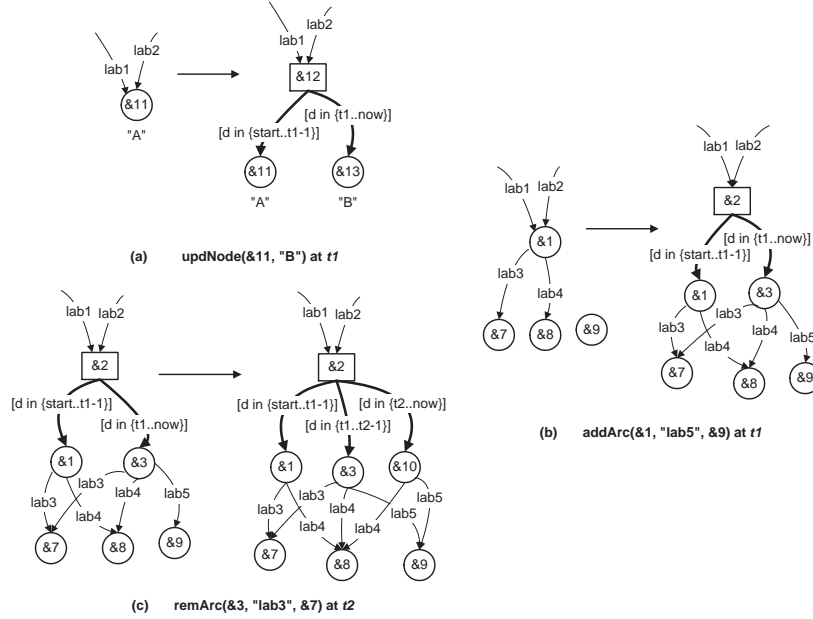 lab1 lab2
&11
"A"
lab1 lab2
&12
[d in {start..t1-1}] [d in {t1..now}]
&11 &13
"A" "B"
(a) updNode(&11, "B") at t1
lab1 lab2
&1
lab3 lab4
&7 &8 &9
lab1 lab2
&2
[d in {start..t1-1}] [d in {t1..now}]
&1 &3
lab3 lab3 lab4 lab4 lab5
&7 &8 &9
(b) addArc(&1, "lab5", &9) at t1
lab1 lab2
&2
[d in {start..t1-1}] [d in {t1..now}]
&1 &3
lab3 lab3 lab4 lab4 lab5
&7 &8 &9
lab1 lab2
&2
[d in {start..t1-1}] [d in {t1..t2-1}] [d in {t2..now}]
&1 &3 &10
lab3 lab3 lab4 lab4 lab4 lab5 lab5
&7 &8 &9
(c) remArc(&3, "lab3", &7) at t2